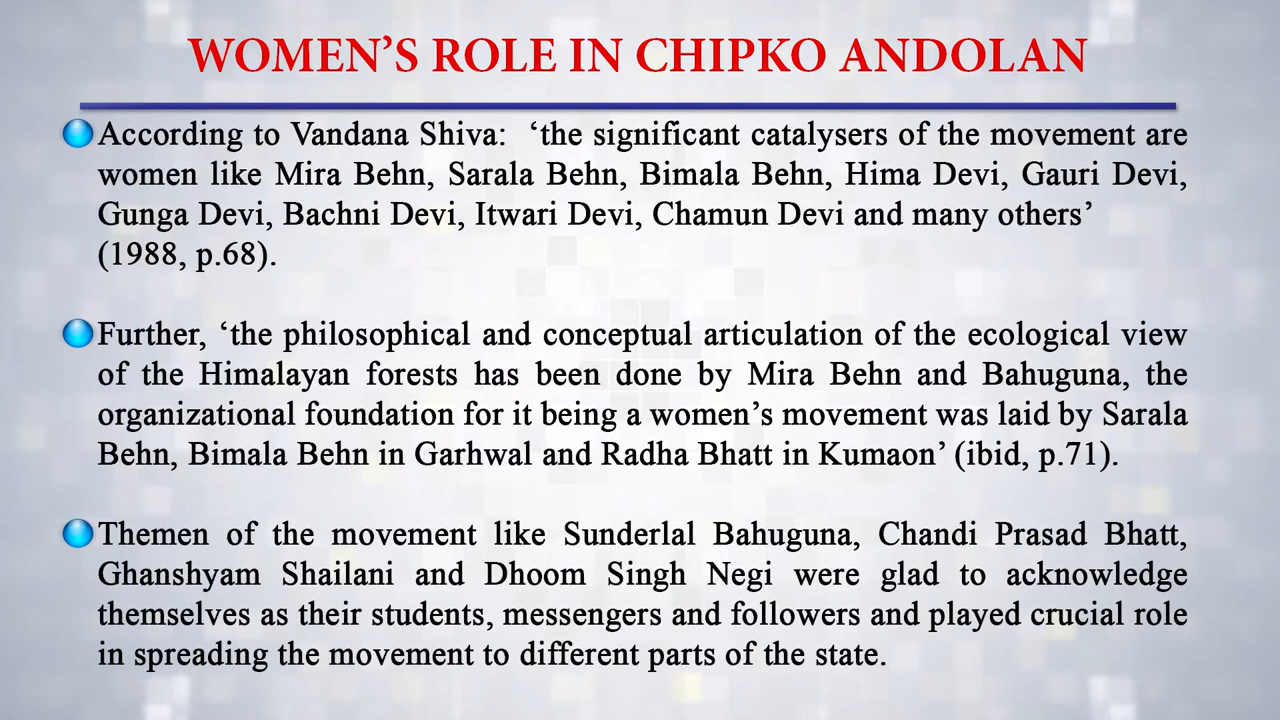 WOMEN’S ROLE IN CHIPKO ANDOLAN
According to Vandana Shiva: ‘the significant catalysers of the movement are
women like Mira Behn, Sarala Behn, Bimala Behn, Hima Devi, Gauri Devi,
Gunga Devi, Bachni Devi, Itwari Devi, Chamun Devi and many others’
(1988, p.68).
Further, ‘the philosophical and conceptual articulation of the ecological view
of the Himalayan forests has been done by Mira Behn and Bahuguna, the
organizational foundation for it being a women’s movement was laid by Sarala
Behn, Bimala Behn in Garhwal and Radha Bhatt in Kumaon’ (ibid, p.71).
Themen of the movement like Sunderlal Bahuguna, Chandi Prasad Bhatt,
Ghanshyam Shailani and Dhoom Singh Negi were glad to acknowledge
themselves as their students, messengers and followers and played crucial role
in spreading the movement to different parts of the state.